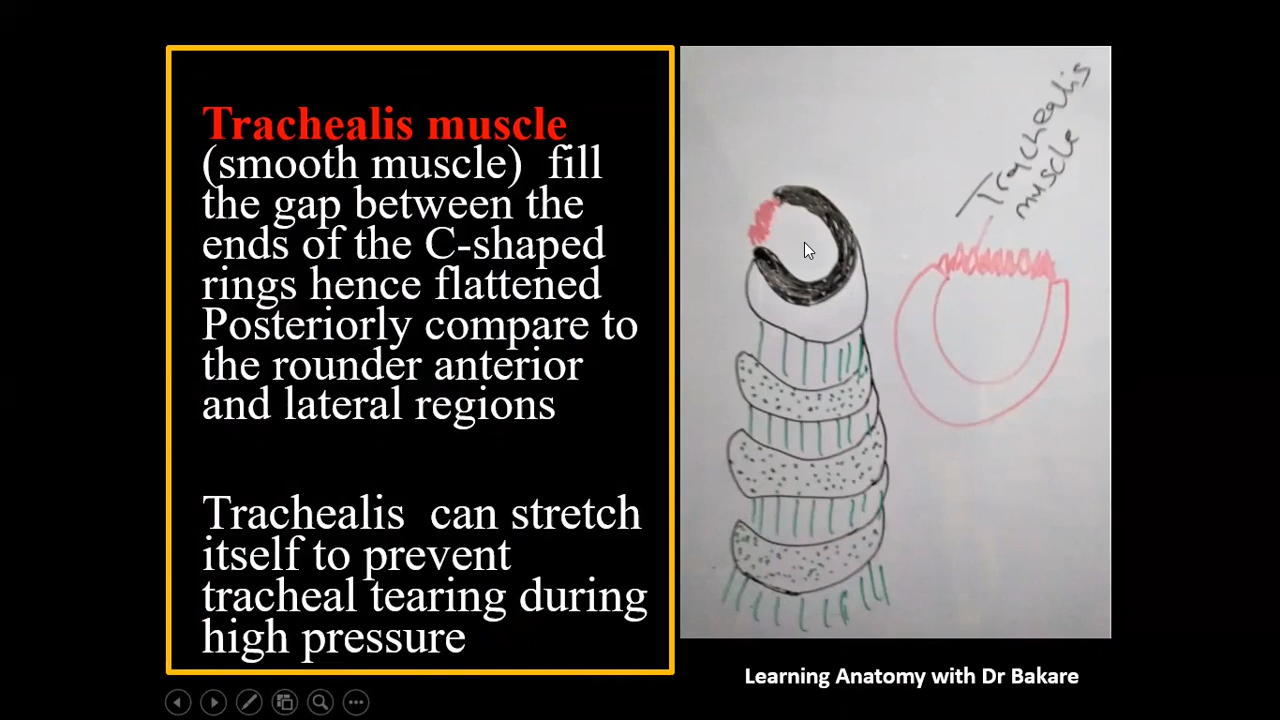 Trachealis muscle
(smooth muscle) fill
the gap between the
ends of the C-shaped
rings hence flattened
Posteriorly compare to
the rounder anterior
and lateral regions
Trachealis can stretch
itself to prevent
tracheal tearing during
high pressure
Trachealis
muscle
Learning Anatomy with Dr Bakare